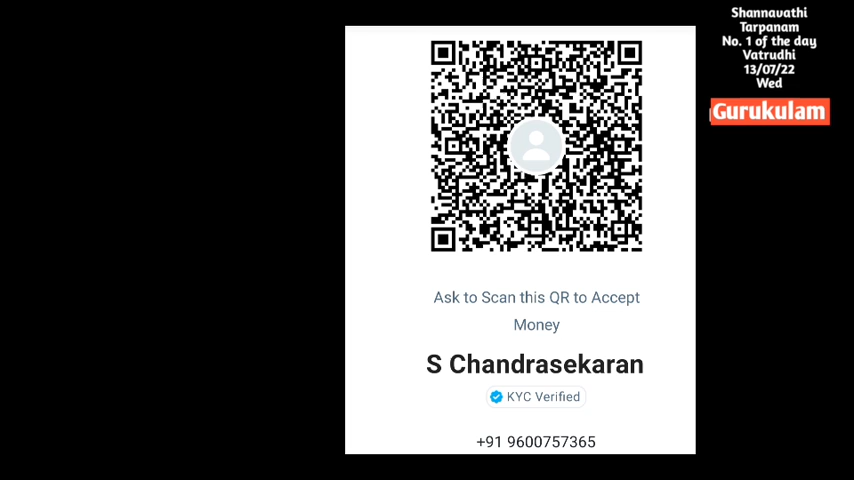 Shannavathi
Tarpanam
No. 1 of the day
Vatrudhi
13/07/22
Wed
Gurukulam
Ask to Scan this QR to Accept
Money
S Chandrasekaran
KYC Verified
+91 9600757365